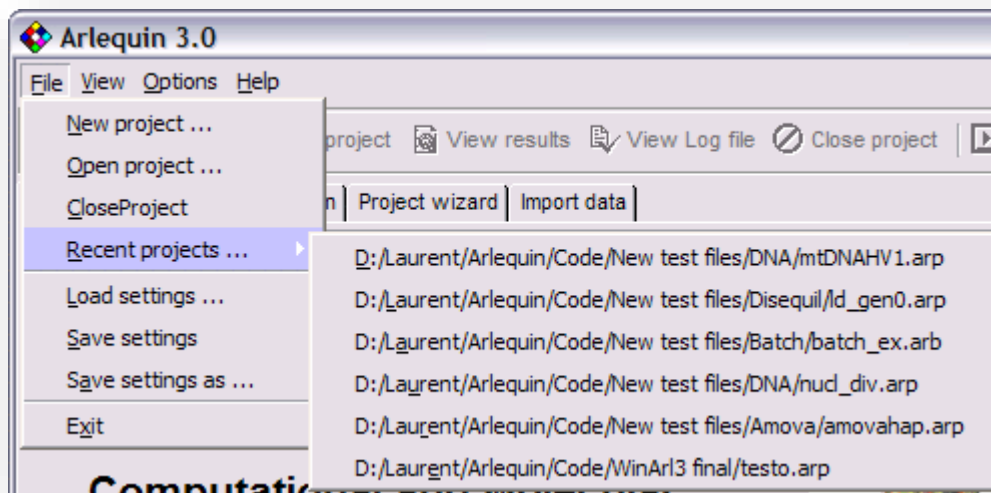 Arlequin 3.0
File View Options Help
New project ...
project View results View Log file Close project
Open project ...
CloseProject
Project wizard Import data
Recent projects ...
D:/Laurent/Arlequin/Code/New test files/DNA/mtDNAHV1.arp
Load settings ...
D:/Laurent/Arlequin/Code/New test files/Disequil/ld_gen0.arp
Save settings
D:/Laurent/Arlequin/Code/New test files/Batch/batch_ex.arb
Save settings as ...
D:/Laurent/Arlequin/Code/New test files/DNA/nucl_div.arp
Exit
D:/Laurent/Arlequin/Code/New test files/Amova/amovahap.arp
D:/Laurent/Arlequin/Code/WinArl3 final/testo.arp